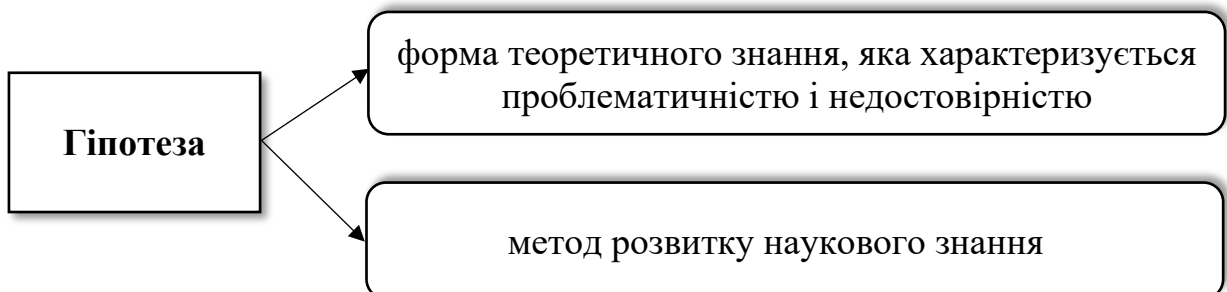 Гіпотеза
форма теоретичного знання, яка характеризується
проблематичністю і недостовірністю
метод розвитку наукового знання